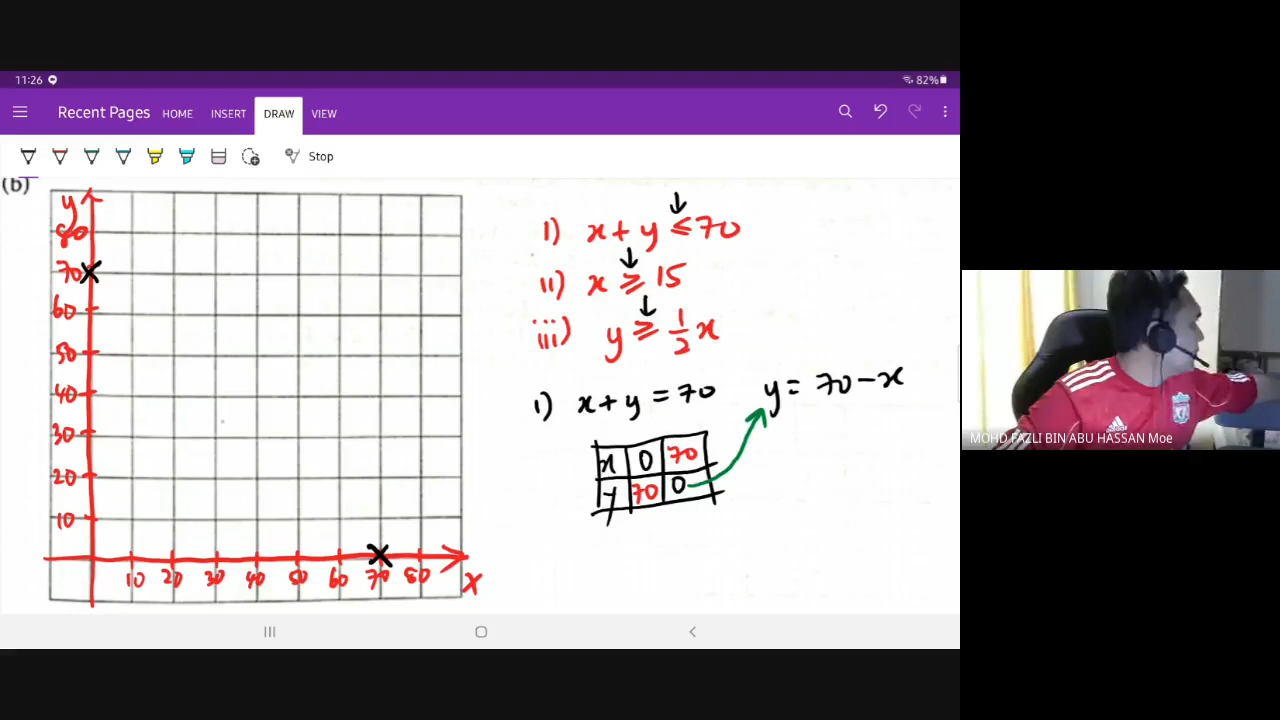 11:26
82%
Recent Pages HOME INSERT DRAW VIEW
Stop
(b)
y
80
70
60
50
40
30
20
10
10 20 30 40 50 60 70 80
x
i) x + y ≤ 70
ii) x ≥ 15
iii) y ≥ 1/2 x
i) x + y = 70
y = 70 - x
x 0 70
y 70 0
MOHD FAZLI BIN ABU HASSAN Moe